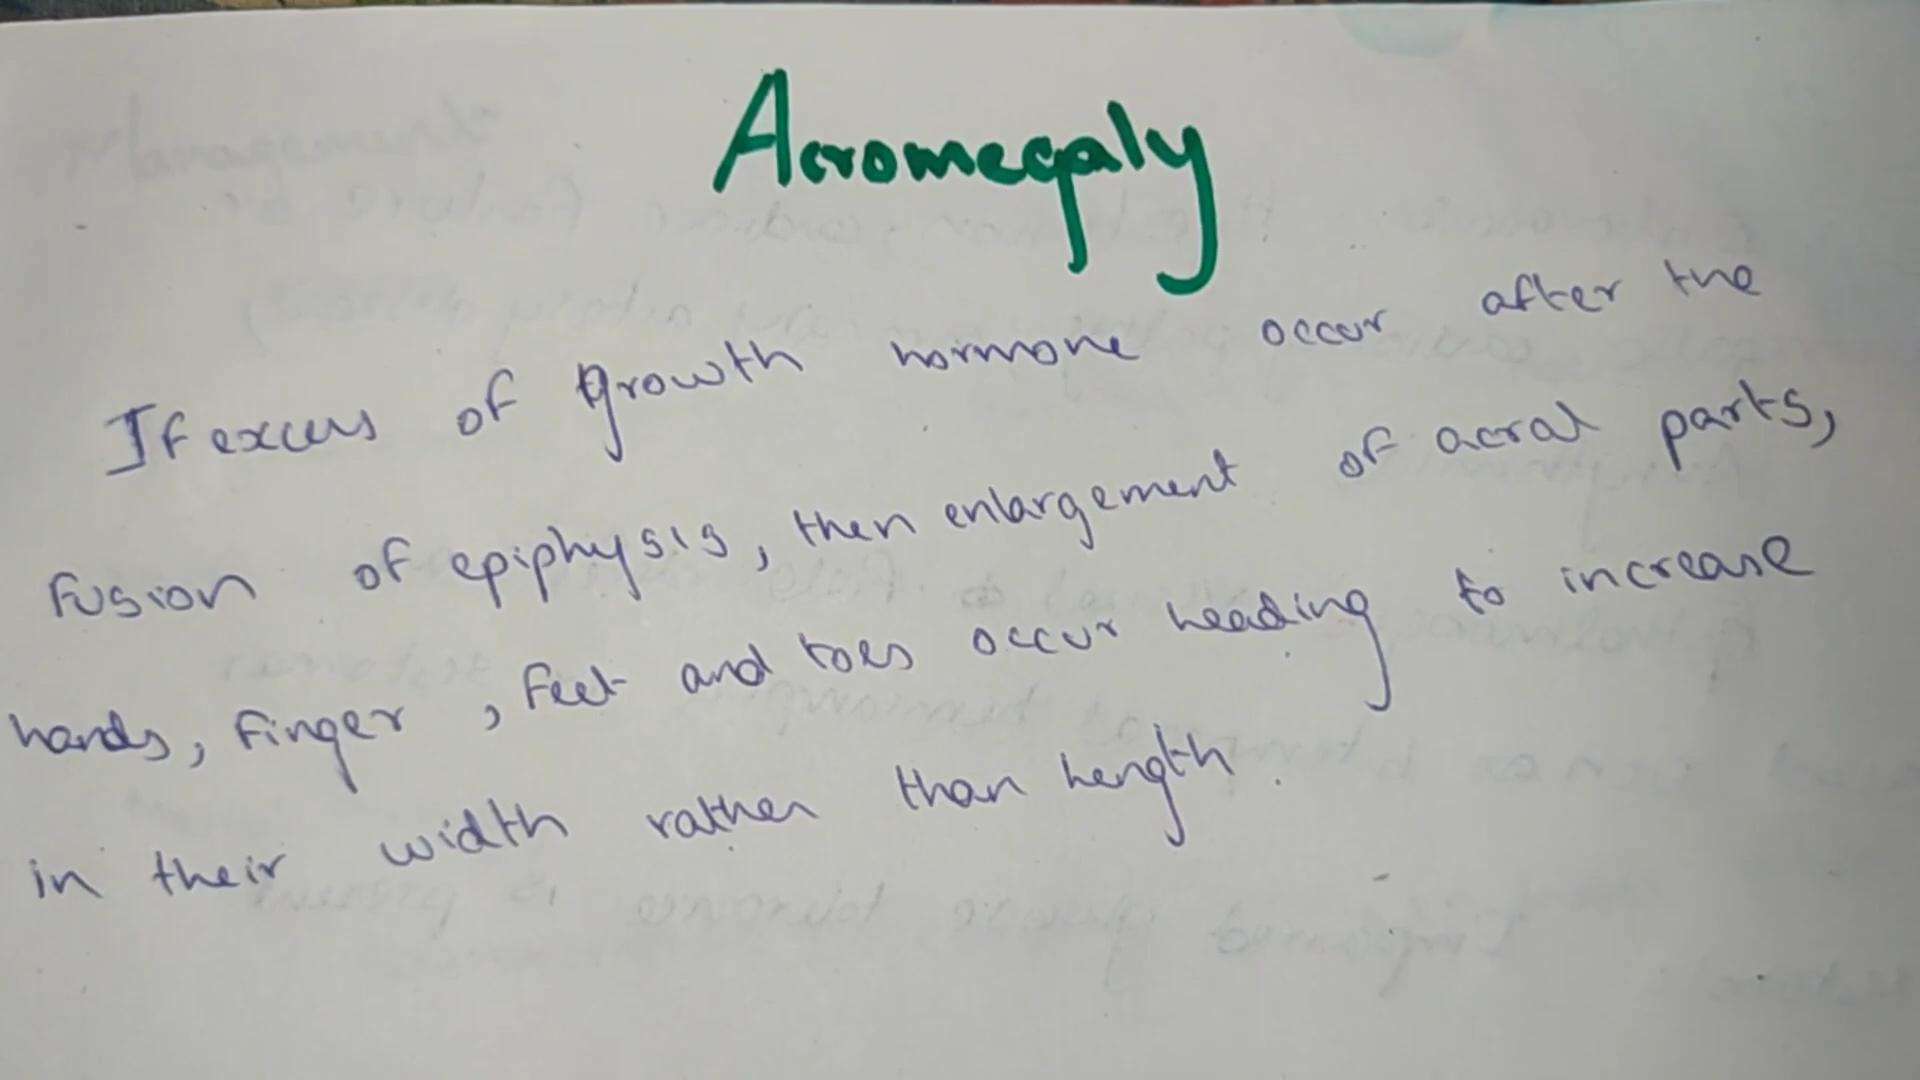 Acromegaly
If excess of growth hormone occur after the
fusion of epiphysis, then enlargement of acral parts,
hands, finger, feet and toes occur leading to increase
in their width rather than length.